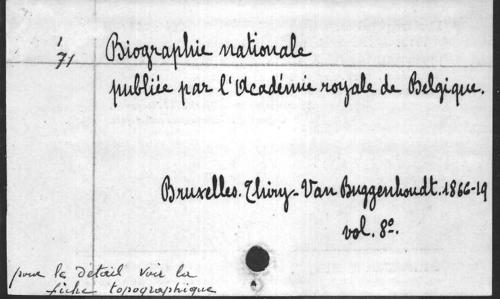 1/71
Biographie nationale
publiée par l'Académie royale de Belgique.
Bruxelles. Thiry-Van Buggenhoudt. 1866-19
vol. 8º.
pour le détail voir la
fiche topographique